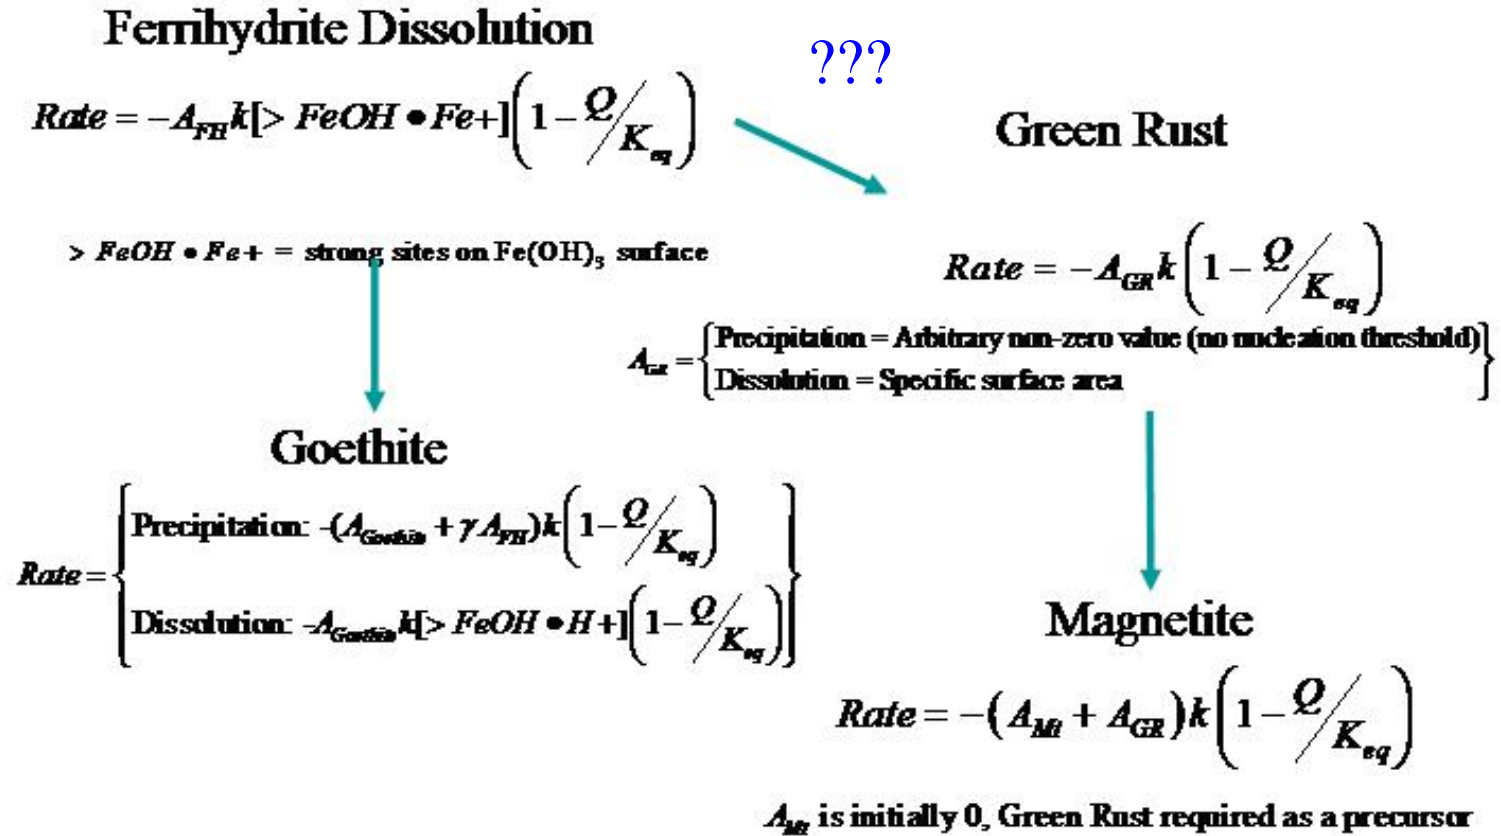 Ferrihydrite Dissolution
???
Rate = −A_FH k[> FeOH • Fe+](1 − Q/K_eq)
Green Rust
> FeOH • Fe+ = strong sites on Fe(OH)₃ surface
Rate = −A_GR k(1 − Q/K_eq)
A_GR = {Precipitation = Arbitrary non-zero value (no nucleation threshold)
Dissolution = Specific surface area}
Goethite
Rate = {Precipitation: -(A_Goethite + γ A_FH)k(1 − Q/K_eq)
Dissolution: -A_Goethite k[> FeOH • H+](1 − Q/K_eq)}
Magnetite
Rate = −(A_Mt + A_GR)k(1 − Q/K_eq)
A_Mt is initially 0, Green Rust required as a precursor